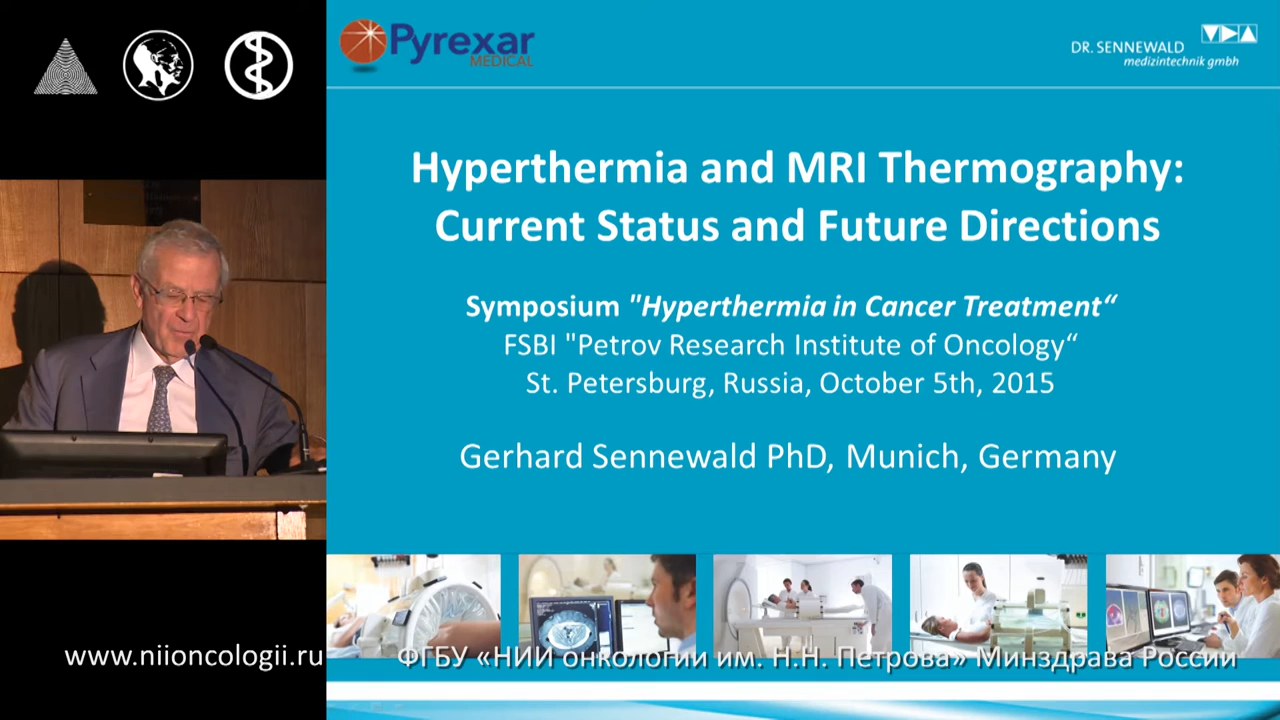 Pyrexar
MEDICAL
DR. SENNEWALD
medizintechnik gmbh
Hyperthermia and MRI Thermography:
Current Status and Future Directions
Symposium "Hyperthermia in Cancer Treatment“
FSBI "Petrov Research Institute of Oncology“
St. Petersburg, Russia, October 5th, 2015
Gerhard Sennewald PhD, Munich, Germany
www.niioncologii.ru
ФГБУ «НИИ онкологии им. Н.Н. Петрова» Минздрава России